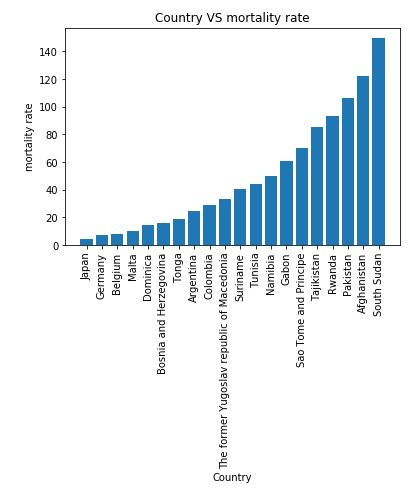 Country VS mortality rate
mortality rate
140
120
100
80
60
40
20
0
Japan
Germany
Belgium
Malta
Dominica
Bosnia and Herzegovina
Tonga
Argentina
Colombia
The former Yugoslav republic of Macedonia
Suriname
Tunisia
Namibia
Gabon
Sao Tome and Principe
Tajikistan
Rwanda
Pakistan
Afghanistan
South Sudan
Country